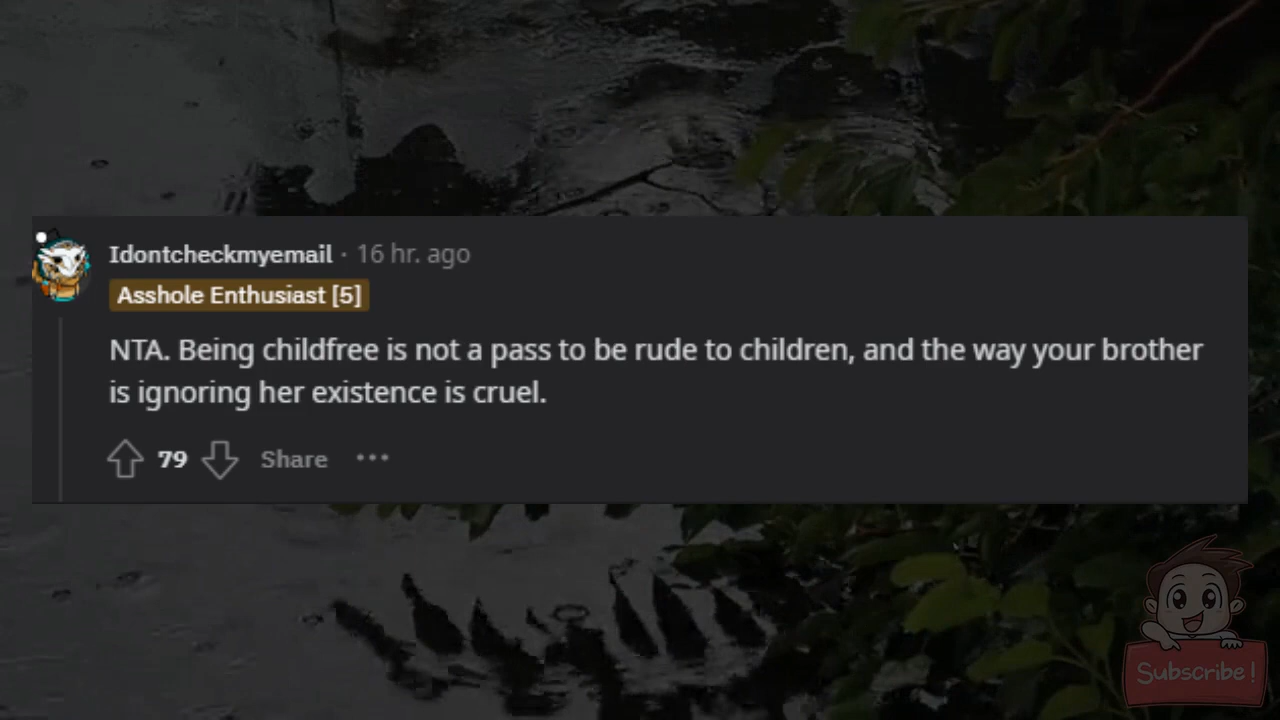 Idontcheckmyemail · 16 hr. ago
Asshole Enthusiast [5]
NTA. Being childfree is not a pass to be rude to children, and the way your brother
is ignoring her existence is cruel.
79 Share ···
Subscribe!